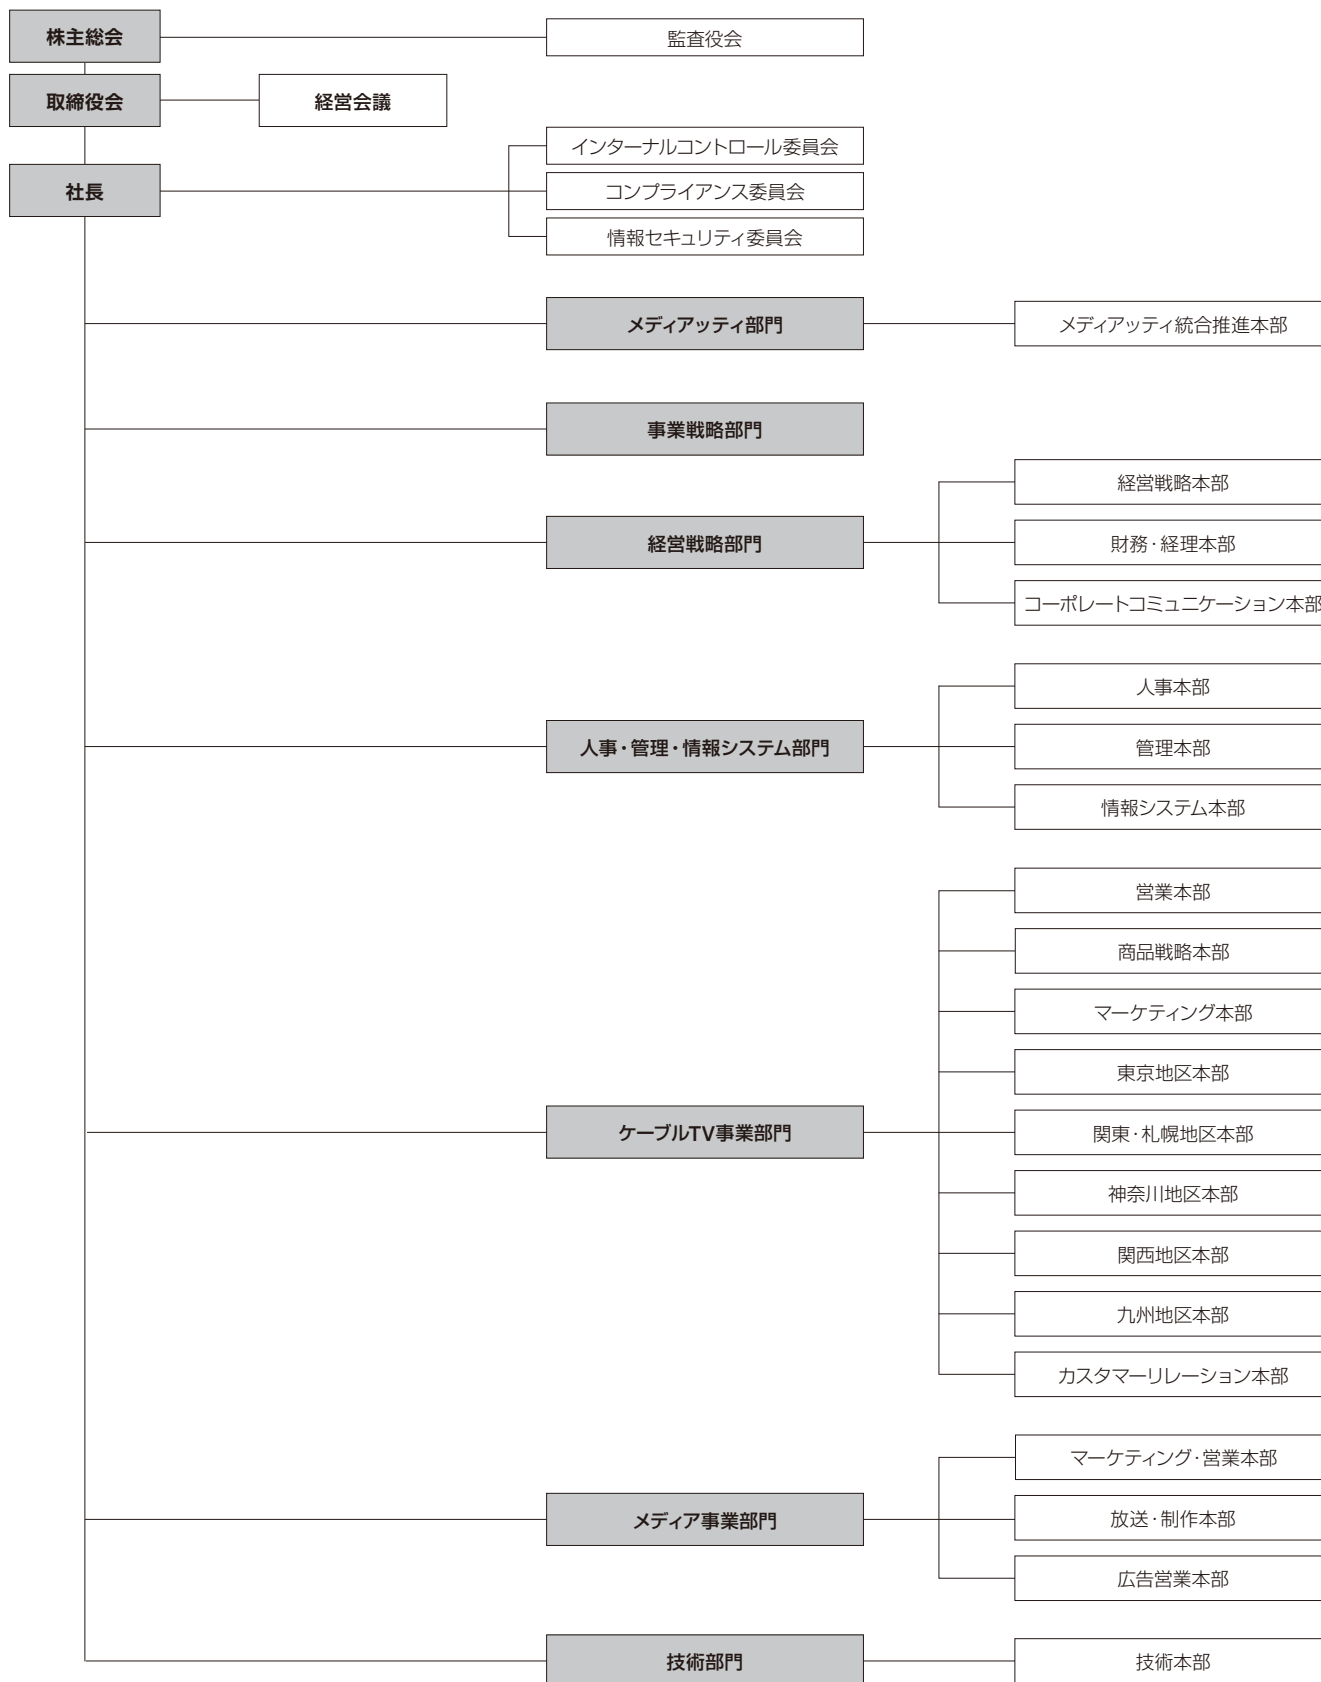 株主総会
監査役会
取締役会
経営会議
社長
インターナルコントロール委員会
コンプライアンス委員会
情報セキュリティ委員会
メディアッティ部門
メディアッティ統合推進本部
事業戦略部門
経営戦略部門
経営戦略本部
財務・経理本部
コーポレートコミュニケーション本部
人事・管理・情報システム部門
人事本部
管理本部
情報システム本部
ケーブルTV事業部門
営業本部
商品戦略本部
マーケティング本部
東京地区本部
関東・札幌地区本部
神奈川地区本部
関西地区本部
九州地区本部
カスタマーリレーション本部
メディア事業部門
マーケティング・営業本部
放送・制作本部
広告営業本部
技術部門
技術本部